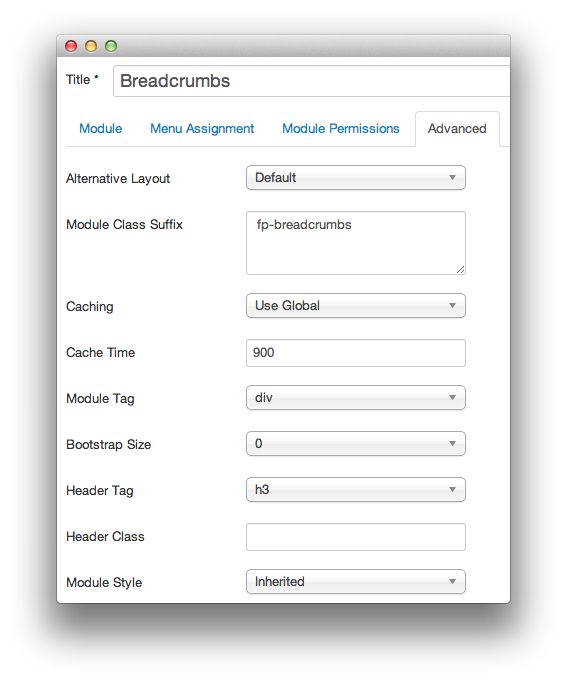 Title * Breadcrumbs
Module Menu Assignment Module Permissions Advanced
Alternative Layout Default
Module Class Suffix fp-breadcrumbs
Caching Use Global
Cache Time 900
Module Tag div
Bootstrap Size 0
Header Tag h3
Header Class
Module Style Inherited